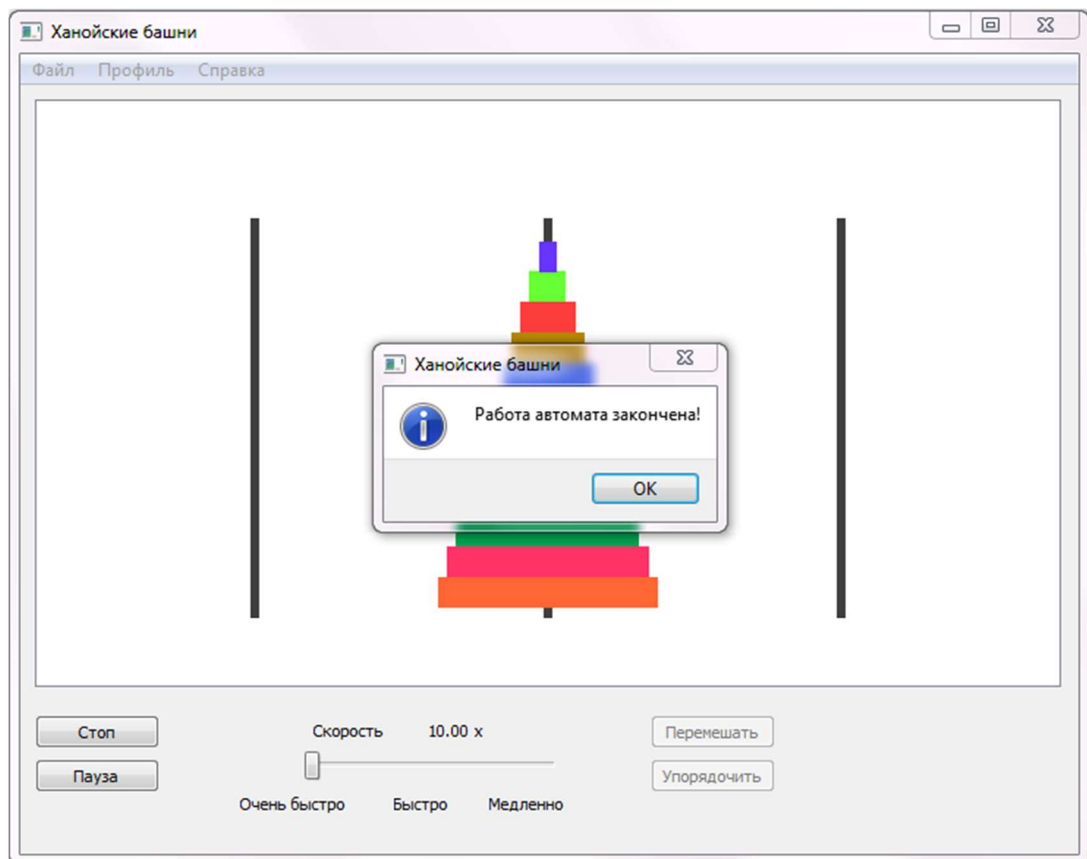 Ханойские башни
Файл Профиль Справка
Ханойские башни
Работа автомата закончена!
OK
Стоп
Скорость 10.00 x
Перемешать
Пауза
Упорядочить
Очень быстро Быстро Медленно